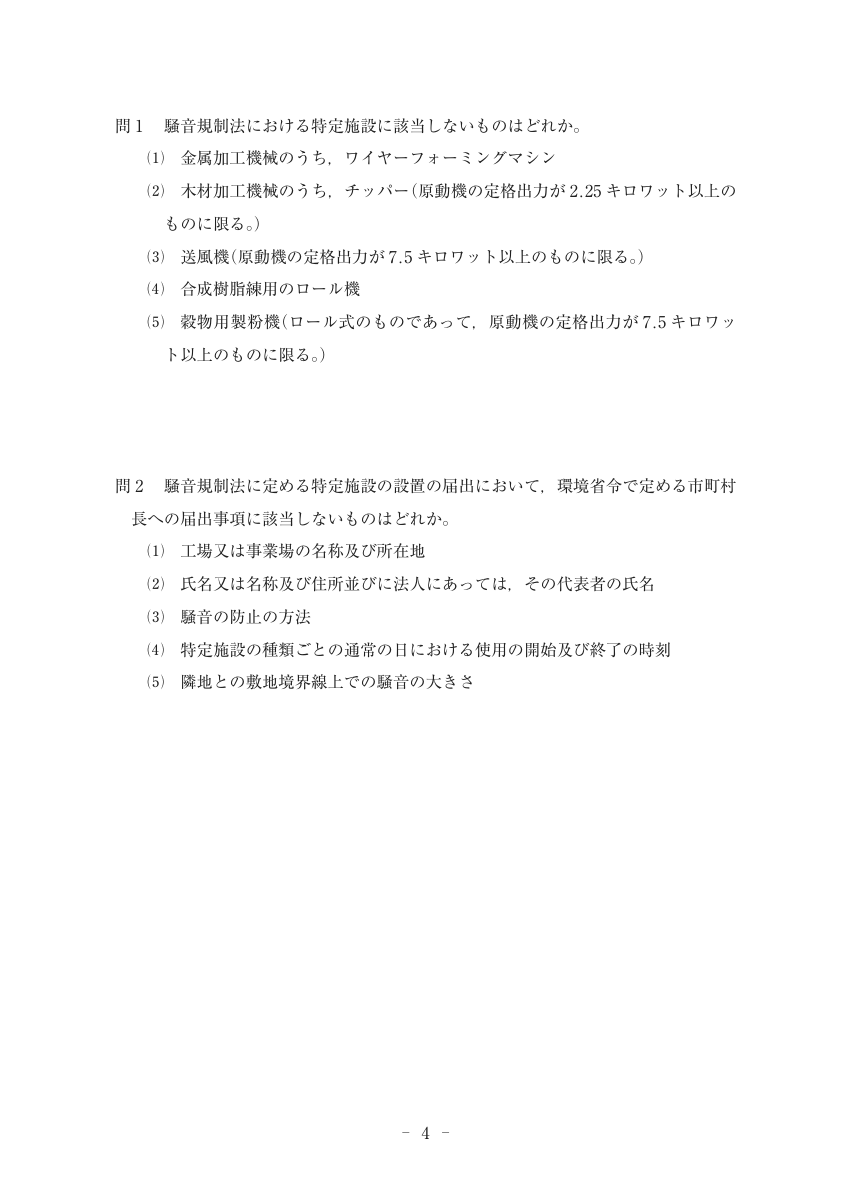 問１　騒音規制法における特定施設に該当しないものはどれか。
⑴　金属加工機械のうち，ワイヤーフォーミングマシン
⑵　木材加工機械のうち，チッパー(原動機の定格出力が 2.25 キロワット以上の
ものに限る。)
⑶　送風機(原動機の定格出力が 7.5 キロワット以上のものに限る。)
⑷　合成樹脂練用のロール機
⑸　穀物用製粉機(ロール式のものであって，原動機の定格出力が 7.5 キロワッ
ト以上のものに限る。)
問２　騒音規制法に定める特定施設の設置の届出において，環境省令で定める市町村
長への届出事項に該当しないものはどれか。
⑴　工場又は事業場の名称及び所在地
⑵　氏名又は名称及び住所並びに法人にあっては，その代表者の氏名
⑶　騒音の防止の方法
⑷　特定施設の種類ごとの通常の日における使用の開始及び終了の時刻
⑸　隣地との敷地境界線上での騒音の大きさ
- 4 -